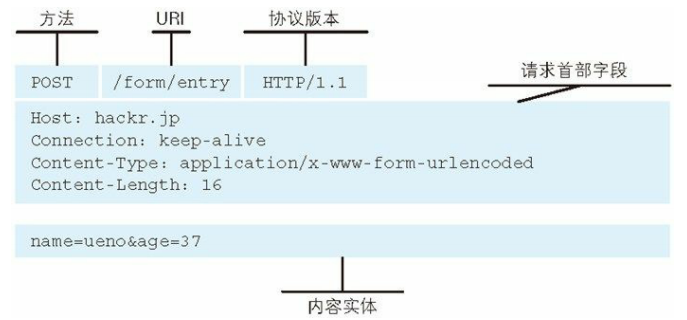 方法 URI 协议版本
POST /form/entry HTTP/1.1
请求首部字段
Host: hackr.jp
Connection: keep-alive
Content-Type: application/x-www-form-urlencoded
Content-Length: 16
name=ueno&age=37
内容实体